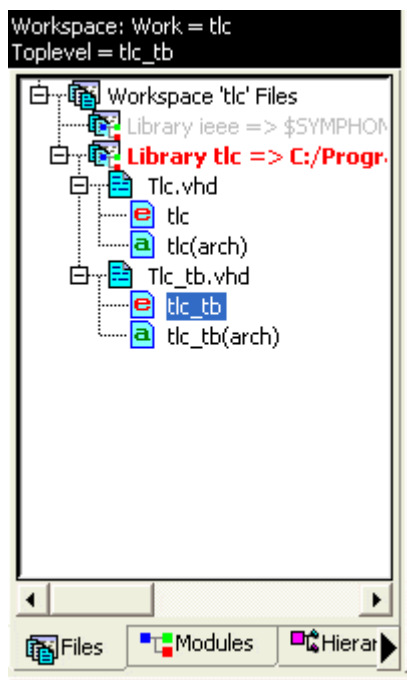 Workspace: Work = tlc
Toplevel = tlc_tb
Workspace 'tlc' Files
Library ieee => $SYMPHON
Library tlc => C:/Progr
Tlc.vhd
e tlc
a tlc(arch)
Tlc_tb.vhd
e tlc_tb
a tlc_tb(arch)
Files Modules Hierar